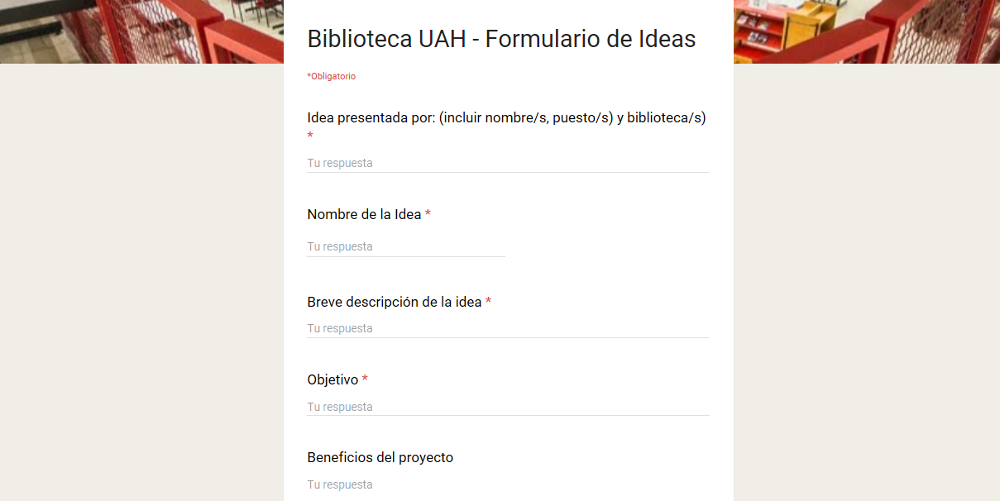 Biblioteca UAH - Formulario de Ideas
*Obligatorio
Idea presentada por: (incluir nombre/s, puesto/s) y biblioteca/s)
*
Tu respuesta
Nombre de la Idea *
Tu respuesta
Breve descripción de la idea *
Tu respuesta
Objetivo *
Tu respuesta
Beneficios del proyecto
Tu respuesta